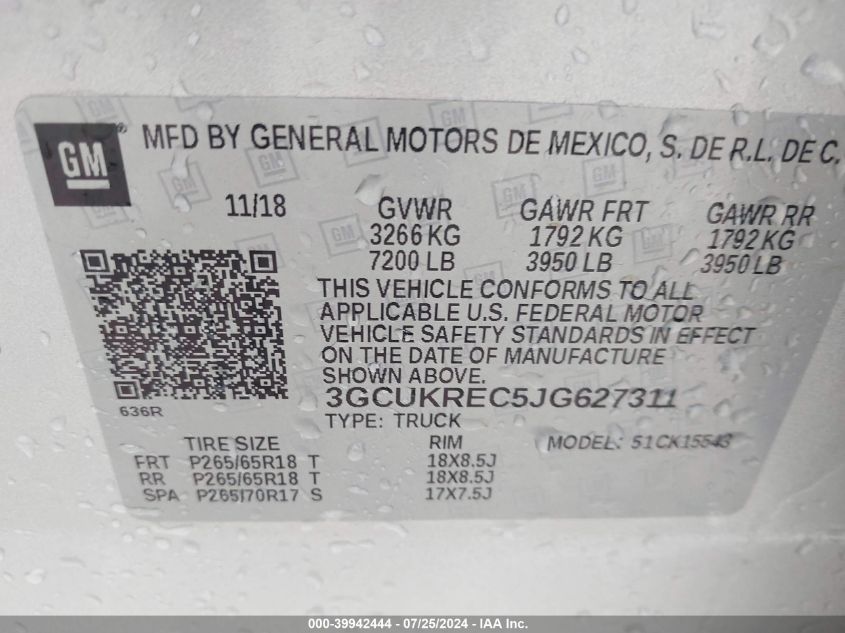 GM® MFD BY GENERAL MOTORS DE MEXICO, S. DE R.L. DE C.
11/18 GVWR GAWR FRT GAWR RR
3266 KG 1792 KG 1792 KG
7200 LB 3950 LB 3950 LB
THIS VEHICLE CONFORMS TO ALL
APPLICABLE U.S. FEDERAL MOTOR
VEHICLE SAFETY STANDARDS IN EFFECT
ON THE DATE OF MANUFACTURE
SHOWN ABOVE.
3GCUKREC5JG627311
636R
TYPE: TRUCK
TIRE SIZE RIM MODEL: 51CK15543
FRT P265/65R18 T 18X8.5J
RR P265/65R18 T 18X8.5J
SPA P265/70R17 S 17X7.5J
000-39942444 - 07/25/2024 - IAA Inc.